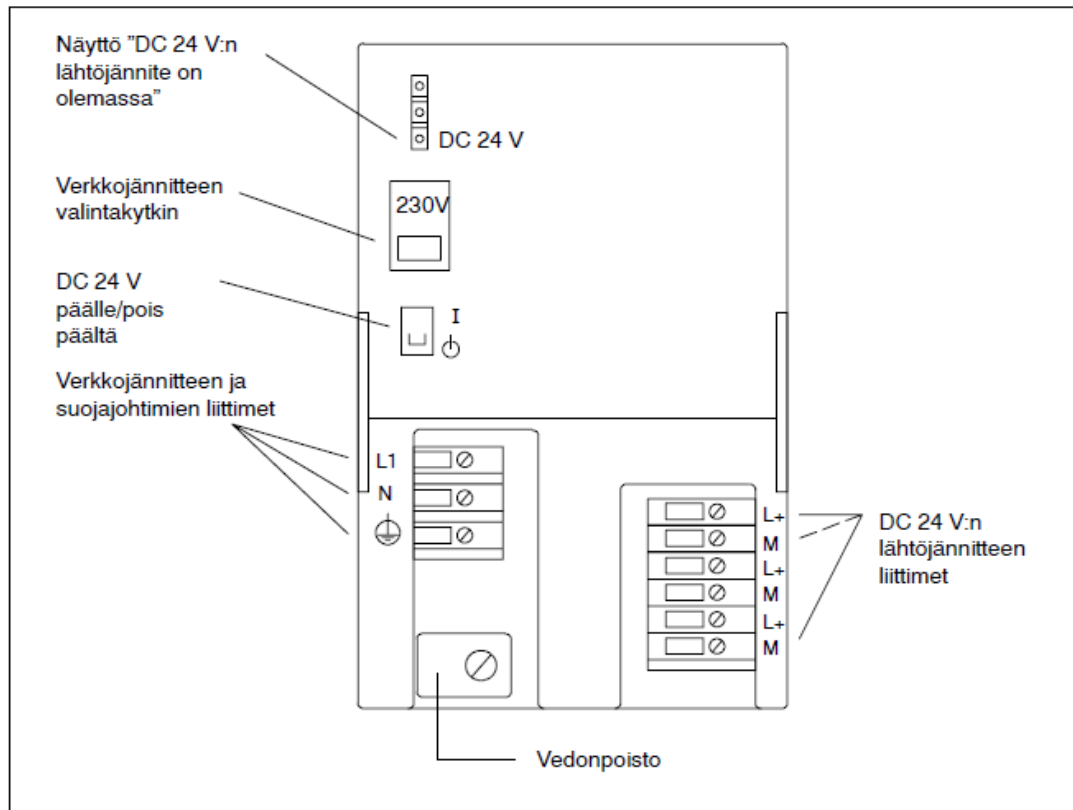 Näyttö ”DC 24 V:n
lähtöjännite on
olemassa”
DC 24 V
Verkkojännitteen
valintakytkin
230V
DC 24 V
päälle/pois
päältä
I
Verkkojännitteen ja
suojajohtimien liittimet
L1
N
L+
M
L+
M
L+
M
DC 24 V:n
lähtöjännitteen
liittimet
Vedonpoisto